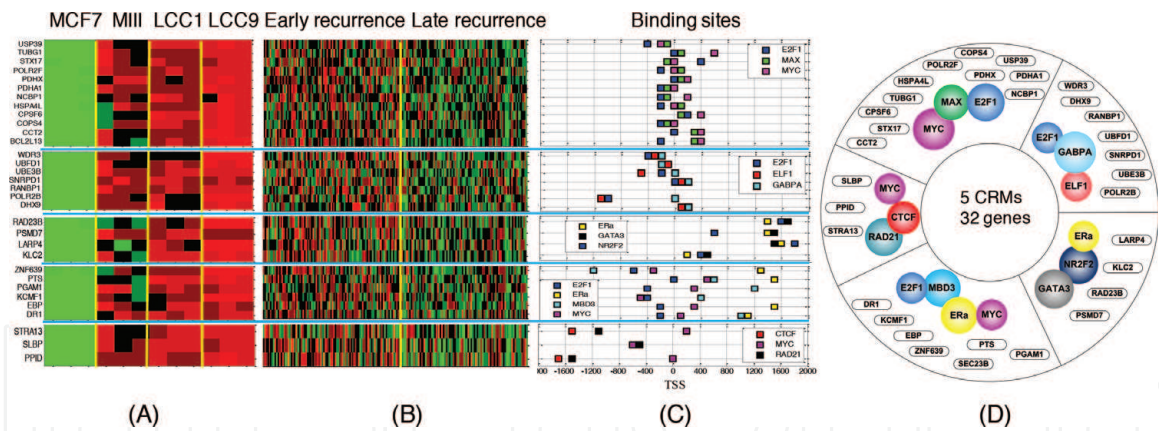 MCF7 MIII LCC1 LCC9 Early recurrence Late recurrence Binding sites
USP39
TUBG1
STX17
POLR2F
PDHX
PDHA1
NCBP1
HSPA4L
CPSF6
COPS4
CCT2
BCL2L13
WDR3
UBFD1
UBE3B
SNRPD1
RANBP1
POLR2B
DHX9
RAD23B
PSMD7
LARP4
KLC2
ZNF639
PTS
PGAM1
KCMF1
EBP
DR1
STRA13
SLBP
PPID
E2F1
MAX
MYC
E2F1
ELF1
GABPA
ERa
GATA3
NR2F2
E2F1
ERa
MBD3
MYC
CTCF
MYC
RAD21
-1600 -1200 -800 -400 0 400 800 1200 1600 2000
TSS
COPS4
POLR2F
USP39
HSPA4L
PDHX
PDHA1
TUBG1
NCBP1
CPSF6
STX17
CCT2
MAX
E2F1
MYC
WDR3
DHX9
RANBP1
UBFD1
SNRPD1
UBE3B
POLR2B
E2F1
GABPA
ELF1
SLBP
PPID
STRA13
MYC
CTCF
RAD21
5 CRMs
32 genes
ERa
NR2F2
GATA3
LARP4
KLC2
RAD23B
PSMD7
E2F1
MBD3
ERa
MYC
DR1
KCMF1
EBP
ZNF639
SEC23B
PTS
PGAM1
(A) (B) (C) (D)